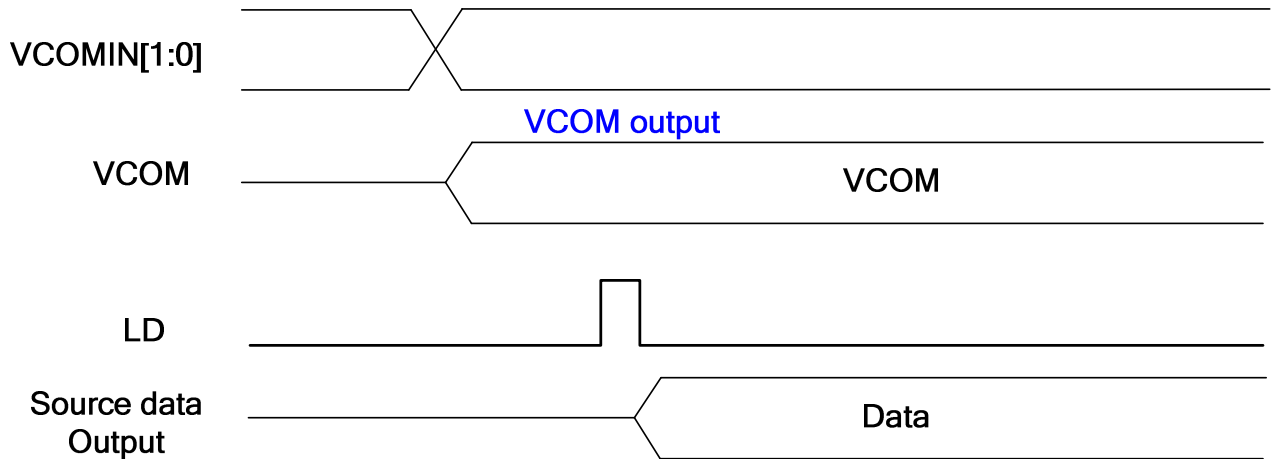 VCOMIN[1:0]
VCOM output
VCOM
VCOM
LD
Source data
Output
Data